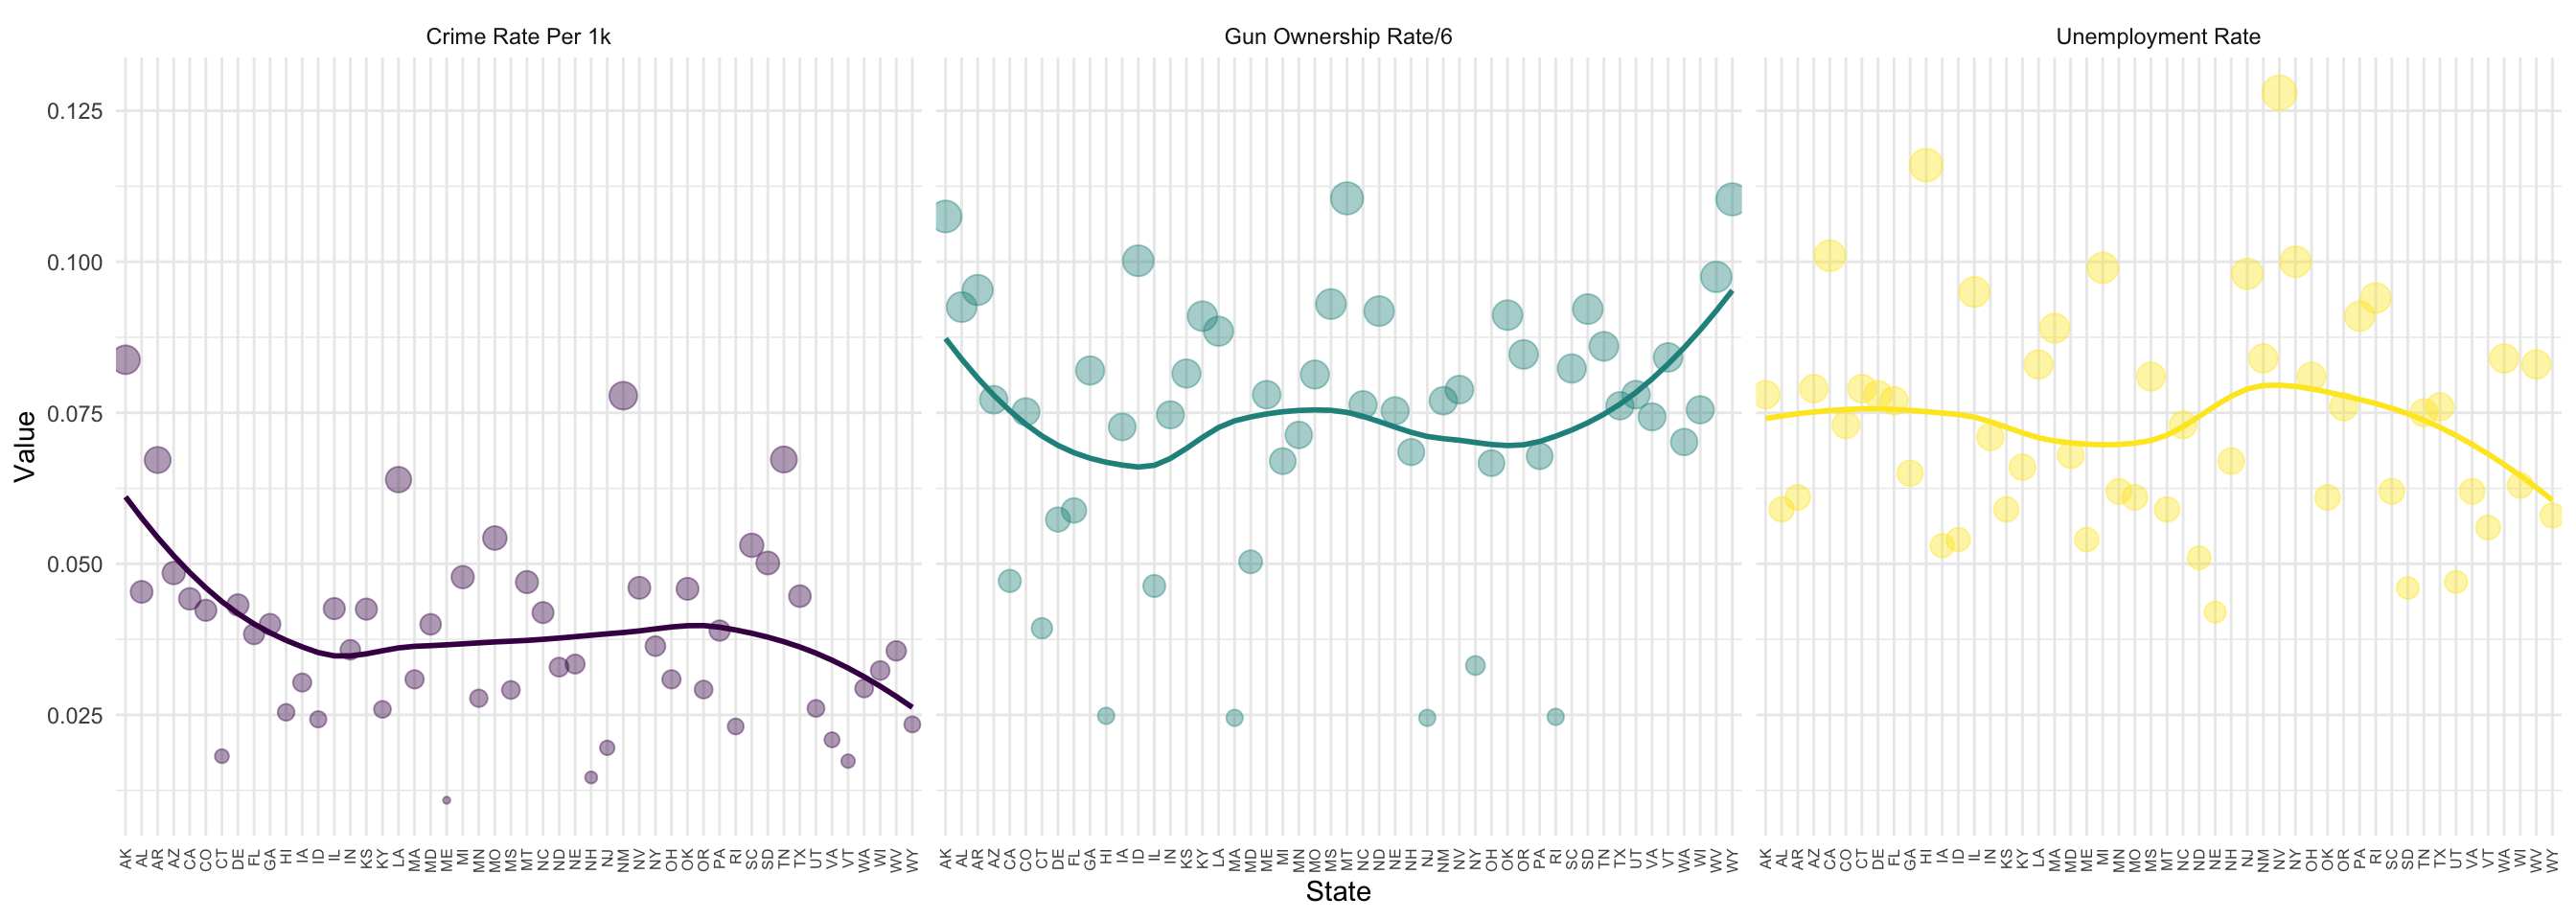 Crime Rate Per 1k
Gun Ownership Rate/6
Unemployment Rate
Value
0.125
0.100
0.075
0.050
0.025
AK AL AR AZ CA CO CT DE FL GA HI IA ID IL IN KS KY LA MA MD ME MI MN MO MS MT NC ND NE NH NJ NM NV NY OH OK OR PA RI SC SD TN TX UT VA VT WA WI WV WY
AK AL AR AZ CA CO CT DE FL GA HI IA ID IL IN KS KY LA MA MD ME MI MN MO MS MT NC ND NE NH NJ NM NV NY OH OK OR PA RI SC SD TN TX UT VA VT WA WI WV WY
AK AL AR AZ CA CO CT DE FL GA HI IA ID IL IN KS KY LA MA MD ME MI MN MO MS MT NC ND NE NH NJ NM NV NY OH OK OR PA RI SC SD TN TX UT VA VT WA WI WV WY
State